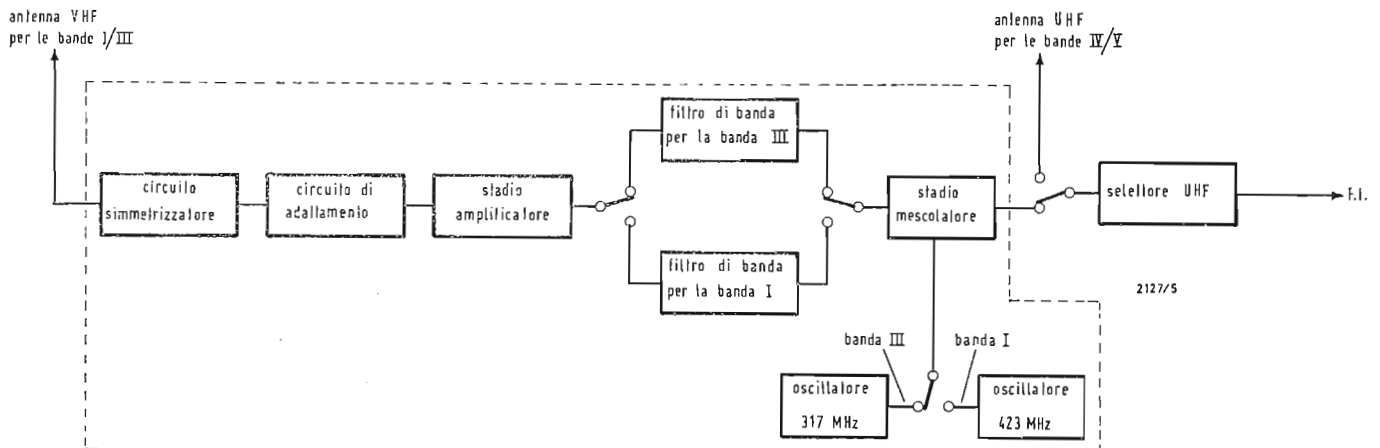 antenna VHF
per le bande I/III
antenna UHF
per le bande IV/V
filtro di banda
per la banda III
circuito
simmetrizzatore
circuito di
adattamento
stadio
amplificatore
stadio
mescolatore
selettore UHF
F.I.
filtro di banda
per la banda I
2127/5
banda III
banda I
oscillatore
317 MHz
oscillatore
423 MHz